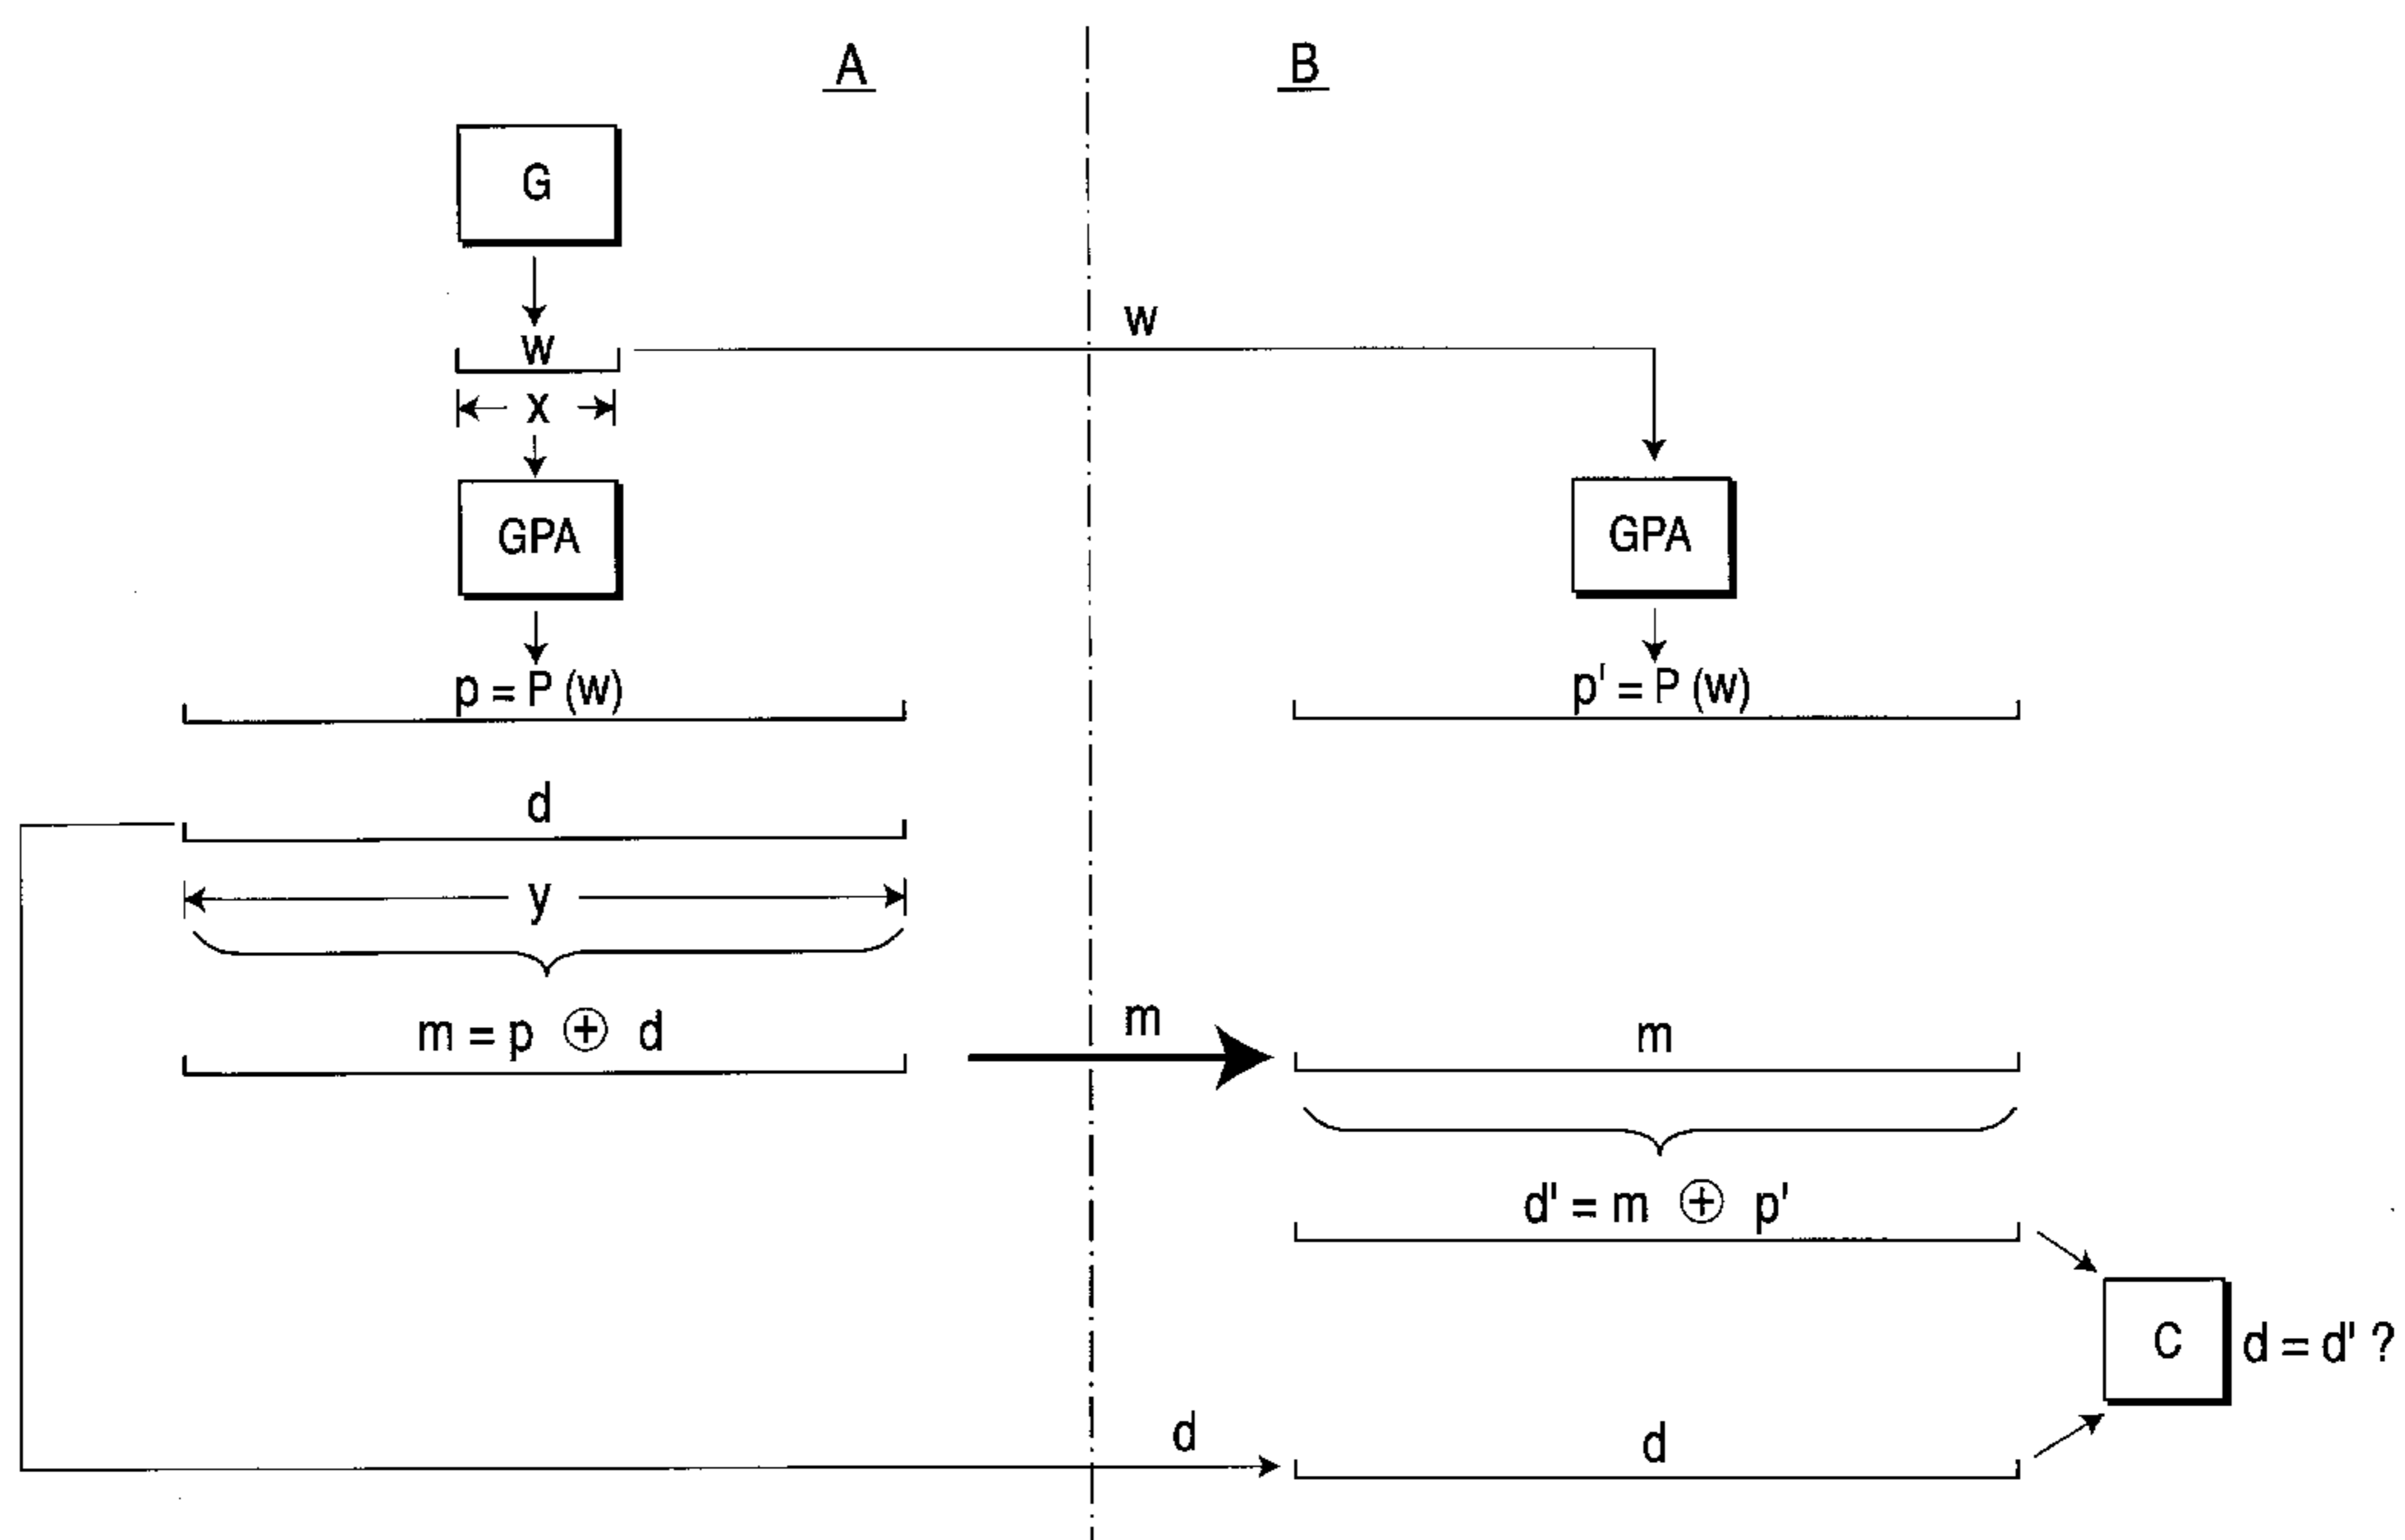 A
B
G
w
w
x
GPA
GPA
p = P (w)
p' = P (w)
d
y
m = p ⊕ d
m
m
d' = m ⊕ p'
C
d = d' ?
d
d